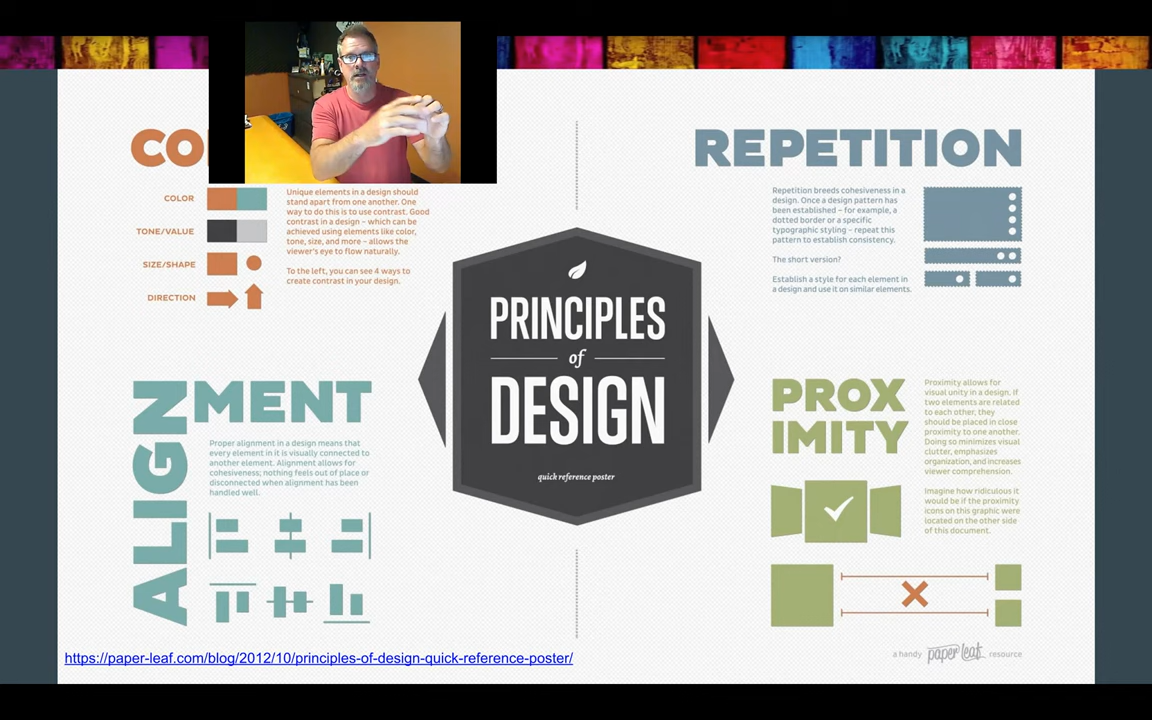 CO
COLOR
TONE/VALUE
SIZE/SHAPE
DIRECTION
Unique elements in a design should
stand apart from one another. One
way to do this is to use contrast. Good
contrast in a design – which can be
achieved using elements like color,
tone, size, and more – allows the
viewer's eye to flow naturally.
To the left, you can see 4 ways to
create contrast in your design.
REPETITION
Repetition breeds cohesiveness in a
design. Once a design pattern has
been established – for example, a
dotted border or a specific
typographic styling – repeat this
pattern to establish consistency.
The short version?
Establish a style for each element in
a design and use it on similar elements.
PRINCIPLES
of
DESIGN
quick reference poster
ALIGNMENT
Proper alignment in a design means that
every element in it is visually connected to
another element. Alignment allows for
cohesiveness; nothing feels out of place or
disconnected when alignment has been
handled well.
PROX
IMITY
Proximity allows for
visual unity in a design. If
two elements are related
to each other, they
should be placed in close
proximity to one another.
Doing so minimizes visual
clutter, emphasizes
organization, and increases
viewer comprehension.
Imagine how ridiculous it
would be if the proximity
icons on this graphic were
located on the other side
of this document.
https://paper-leaf.com/blog/2012/10/principles-of-design-quick-reference-poster/
a handy paper leaf resource